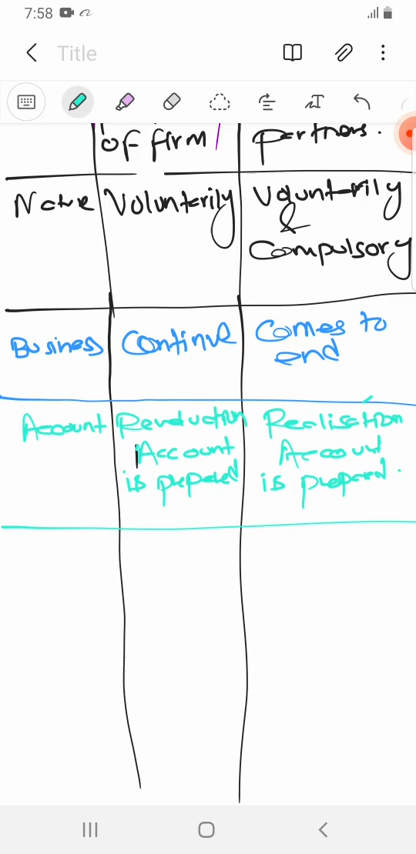 7:58
Title
of firm partners.
Nature Voluntarily Voluntarily
&
Compulsory
Business Continue Comes to
end
Account Revaluation Realisation
Account Account
is prepared is prepared.